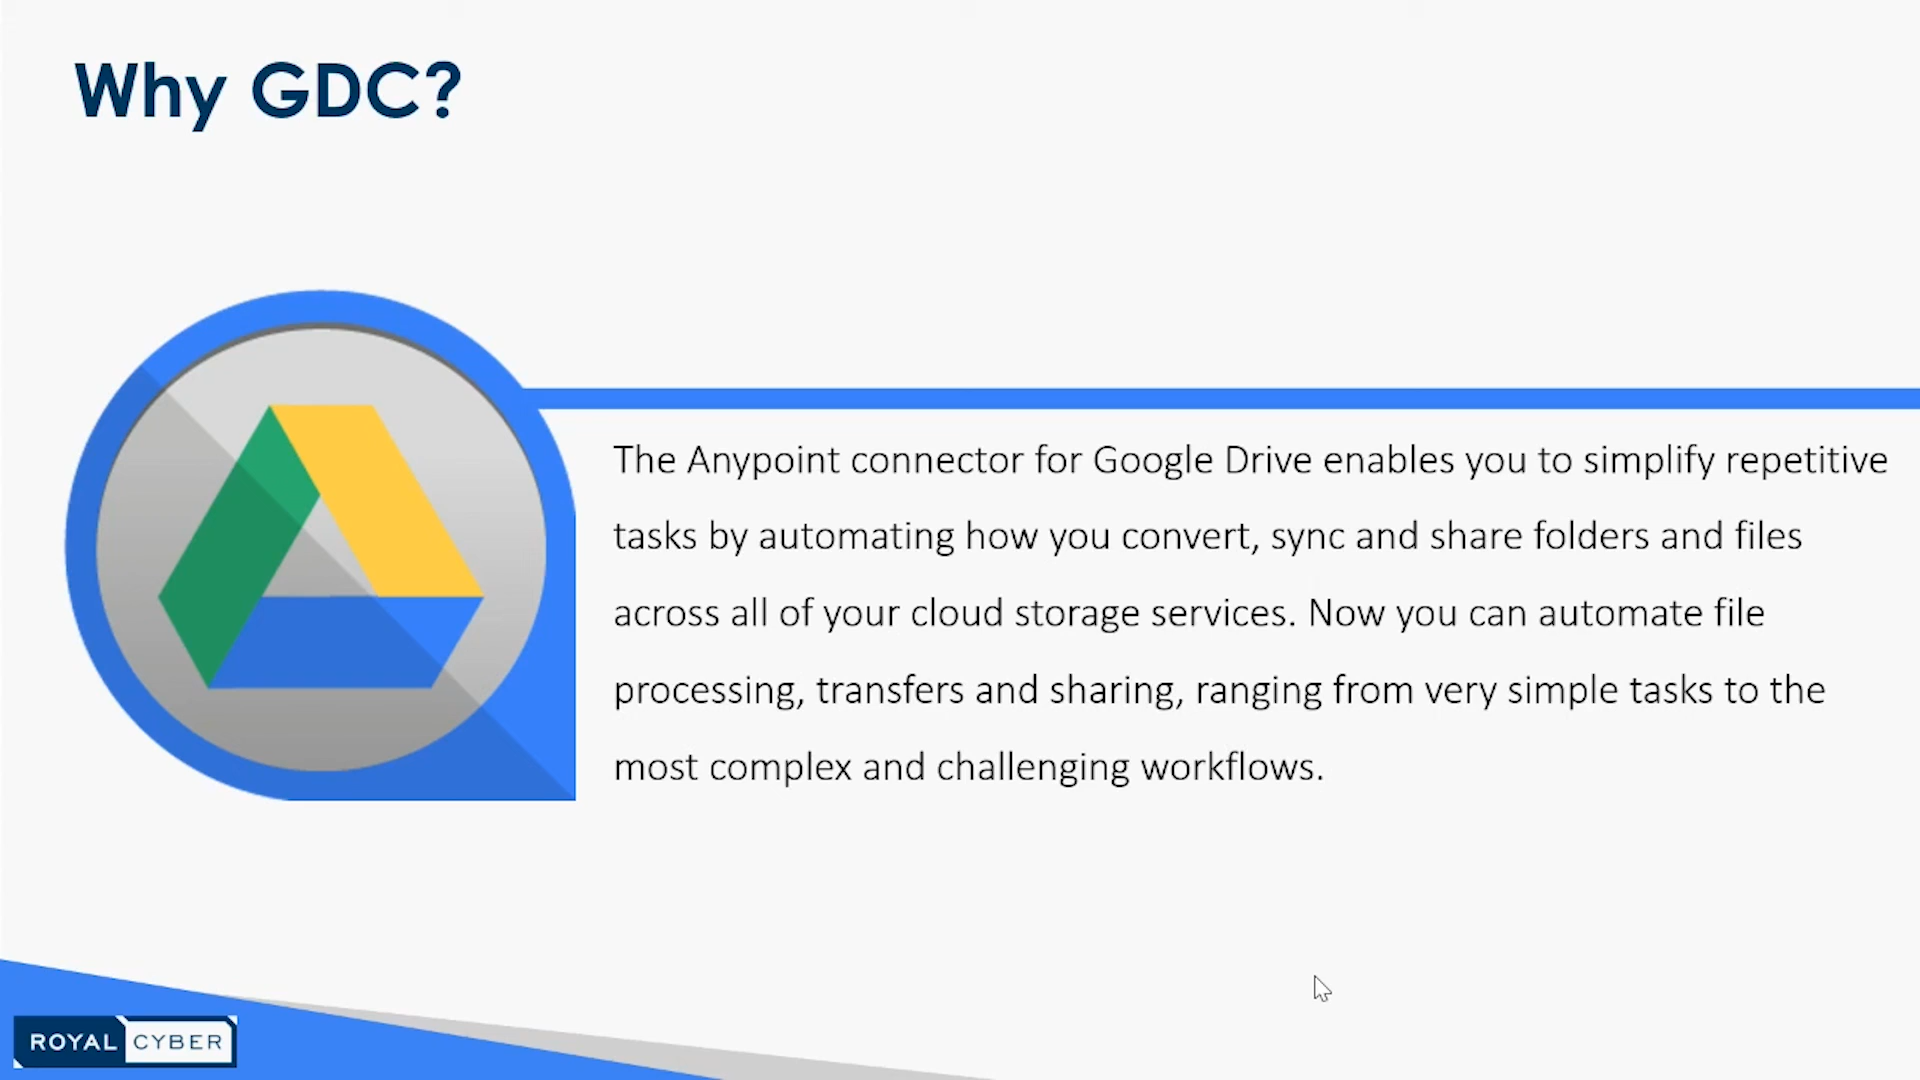 Why GDC?
The Anypoint connector for Google Drive enables you to simplify repetitive
tasks by automating how you convert, sync and share folders and files
across all of your cloud storage services. Now you can automate file
processing, transfers and sharing, ranging from very simple tasks to the
most complex and challenging workflows.
ROYAL CYBER